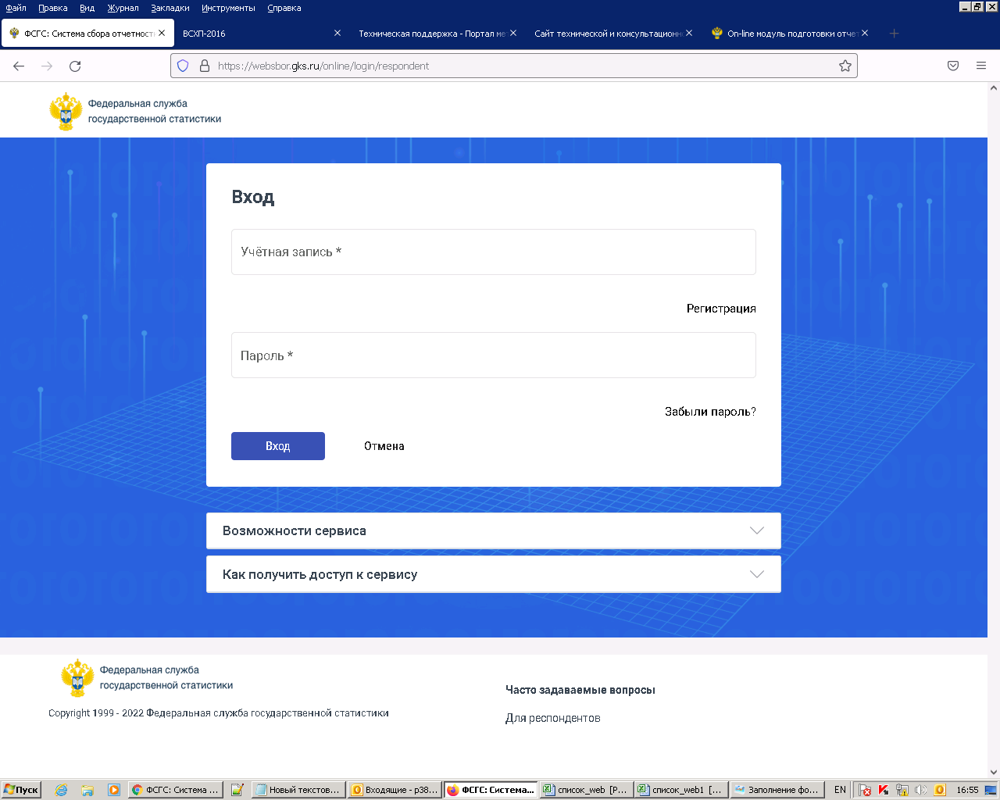 Файл Правка Вид Журнал Закладки Инструменты Справка
ФСГС: Система сбора отчетност
ВСХП-2016
Техническая поддержка - Портал ме
Сайт технической и консультационн
On-line модуль подготовки отчет
https://websbor.gks.ru/online/login/respondent
Федеральная служба
государственной статистики
Вход
Учётная запись *
Регистрация
Пароль *
Забыли пароль?
Вход Отмена
Возможности сервиса
Как получить доступ к сервису
Федеральная служба
государственной статистики
Copyright 1999 - 2022 Федеральная служба государственной статистики
Часто задаваемые вопросы
Для респондентов
Пуск
ФСГС: Система ...
Новый текстов...
Входящие - p38...
ФСГС: Система...
список_web [Р...
список_web1 [...
Заполнение фо...
EN
16:55